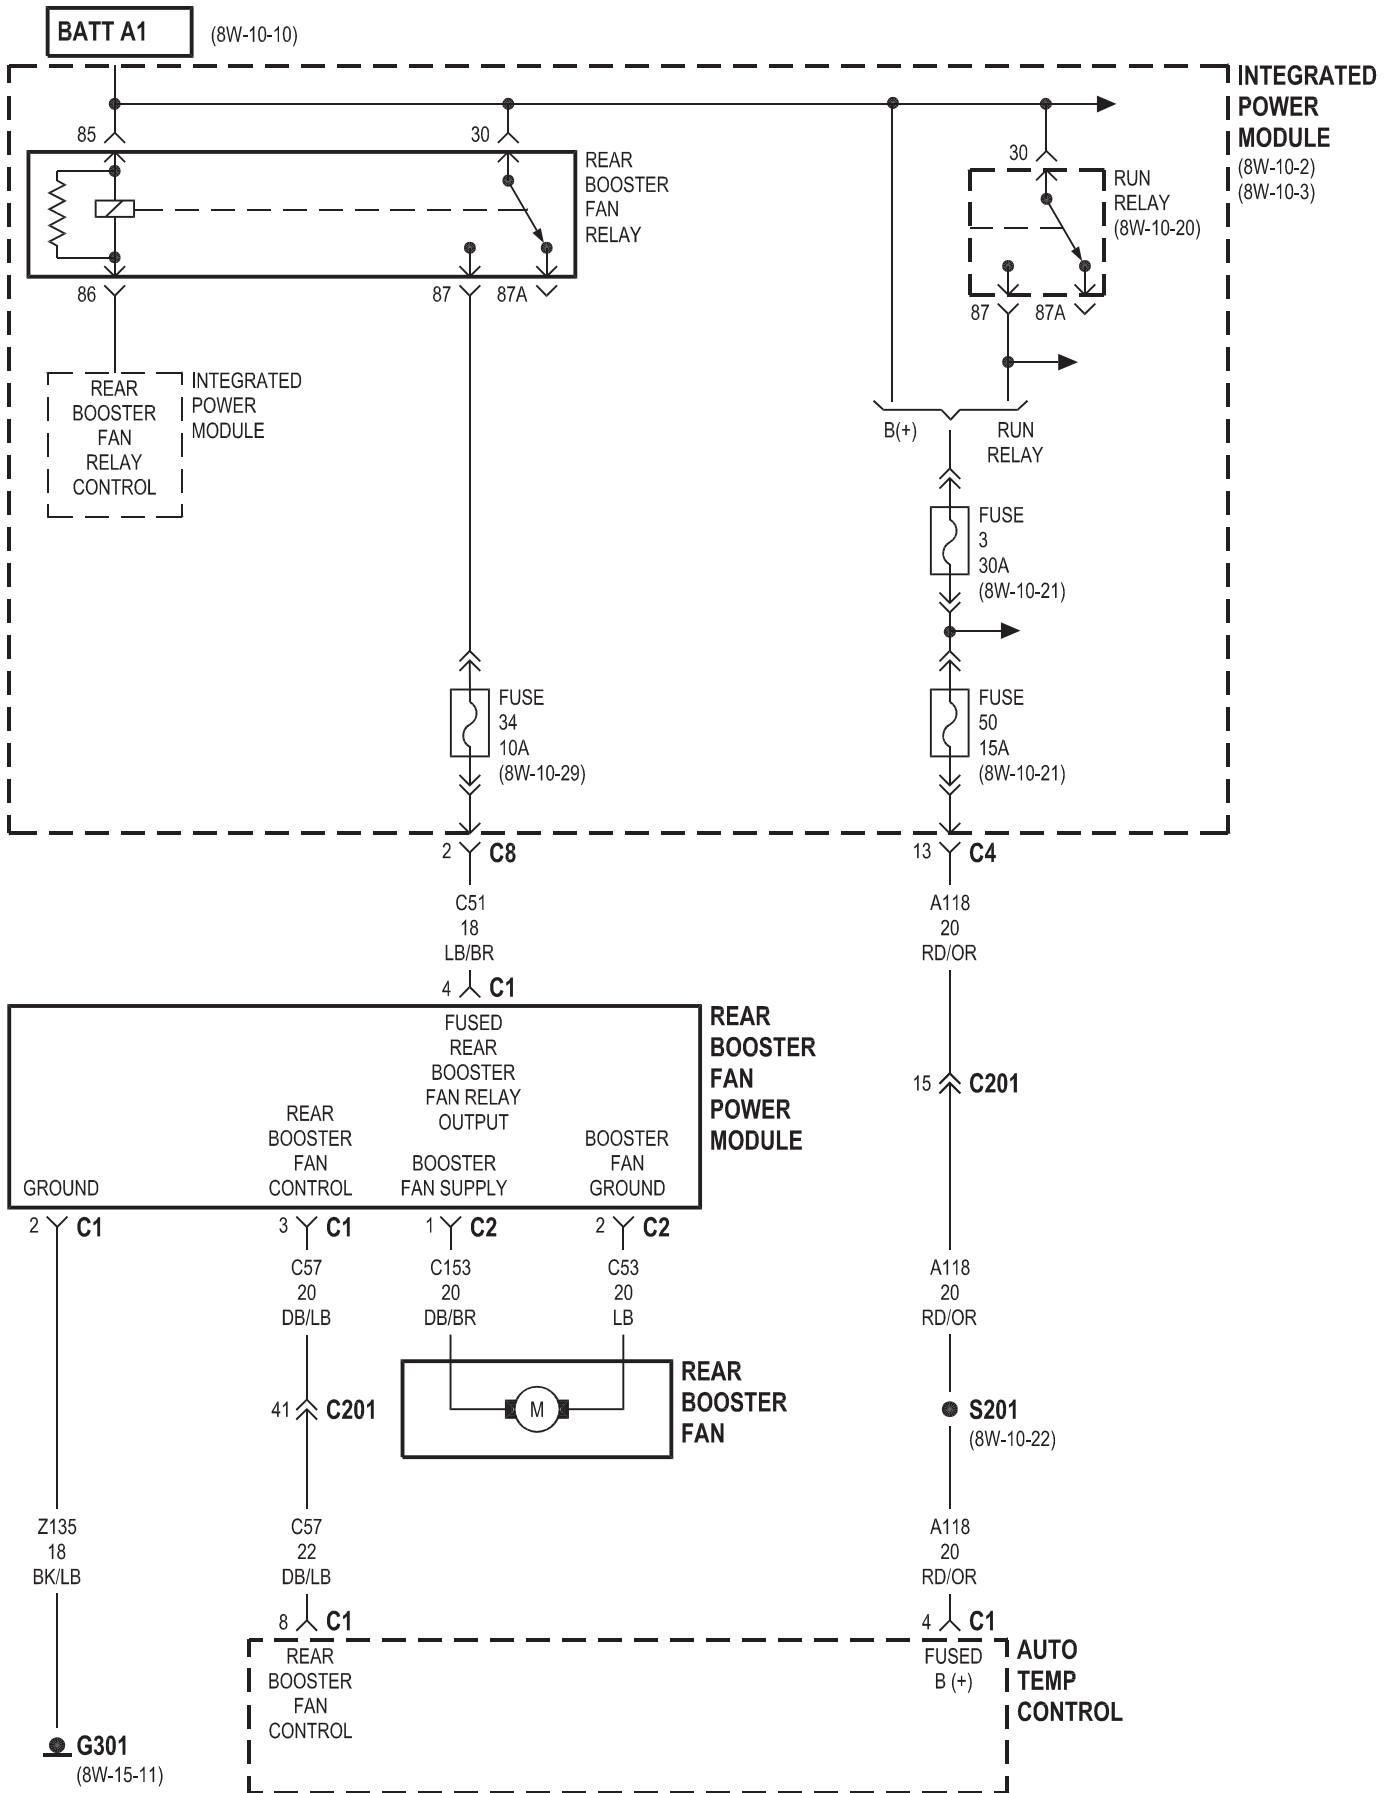 BATT A1 (8W-10-10)
INTEGRATED
POWER
MODULE
(8W-10-2)
(8W-10-3)
85
30
REAR
BOOSTER
FAN
RELAY
30
RUN
RELAY
(8W-10-20)
86
87
87A
87
87A
REAR
BOOSTER
FAN
RELAY
CONTROL
INTEGRATED
POWER
MODULE
B(+)
RUN
RELAY
FUSE
3
30A
(8W-10-21)
FUSE
34
10A
(8W-10-29)
FUSE
50
15A
(8W-10-21)
2 C8
13 C4
C51
18
LB/BR
A118
20
RD/OR
4 C1
FUSED
REAR
BOOSTER
FAN RELAY
OUTPUT
REAR
BOOSTER
FAN
POWER
MODULE
15 C201
GROUND
REAR
BOOSTER
FAN
CONTROL
BOOSTER
FAN SUPPLY
BOOSTER
FAN
GROUND
2 C1
3 C1
1 C2
2 C2
C57
20
DB/LB
C153
20
DB/BR
C53
20
LB
A118
20
RD/OR
M
REAR
BOOSTER
FAN
41 C201
S201
(8W-10-22)
Z135
18
BK/LB
C57
22
DB/LB
A118
20
RD/OR
8 C1
4 C1
REAR
BOOSTER
FAN
CONTROL
FUSED
B (+)
AUTO
TEMP
CONTROL
G301
(8W-15-11)